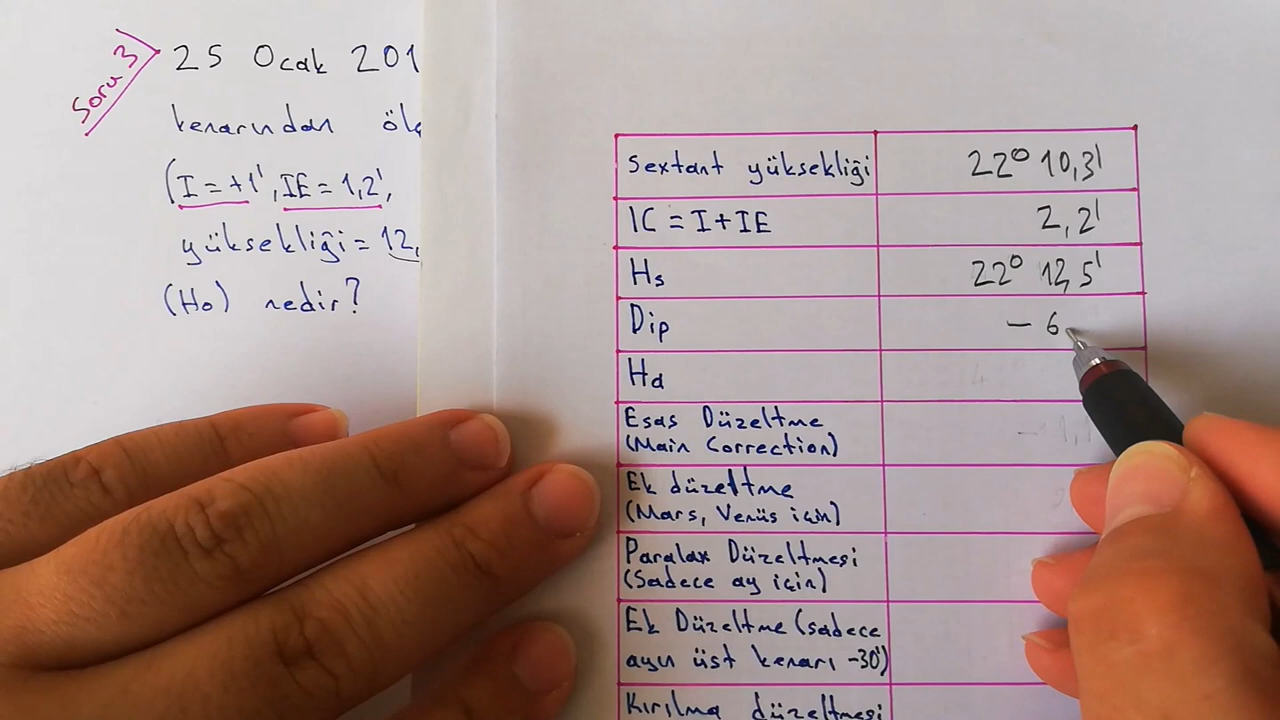 Soru 3
25 Ocak 201
kenarından ölç
(I = +1', IE = 1,2',
yüksekliği = 12,
(Ho) nedir?
Sextant yüksekliği 22° 10,3'
IC = I + IE 2,2'
Hs 22° 12,5'
Dip - 6,
Ha
Esas Düzeltme
(Main Correction)
Ek düzeltme
(Mars, Venüs için)
Paralax Düzeltmesi
(Sadece ay için)
Ek Düzeltme (sadece
ayın üst kenarı -30')
Kırılma düzeltmesi